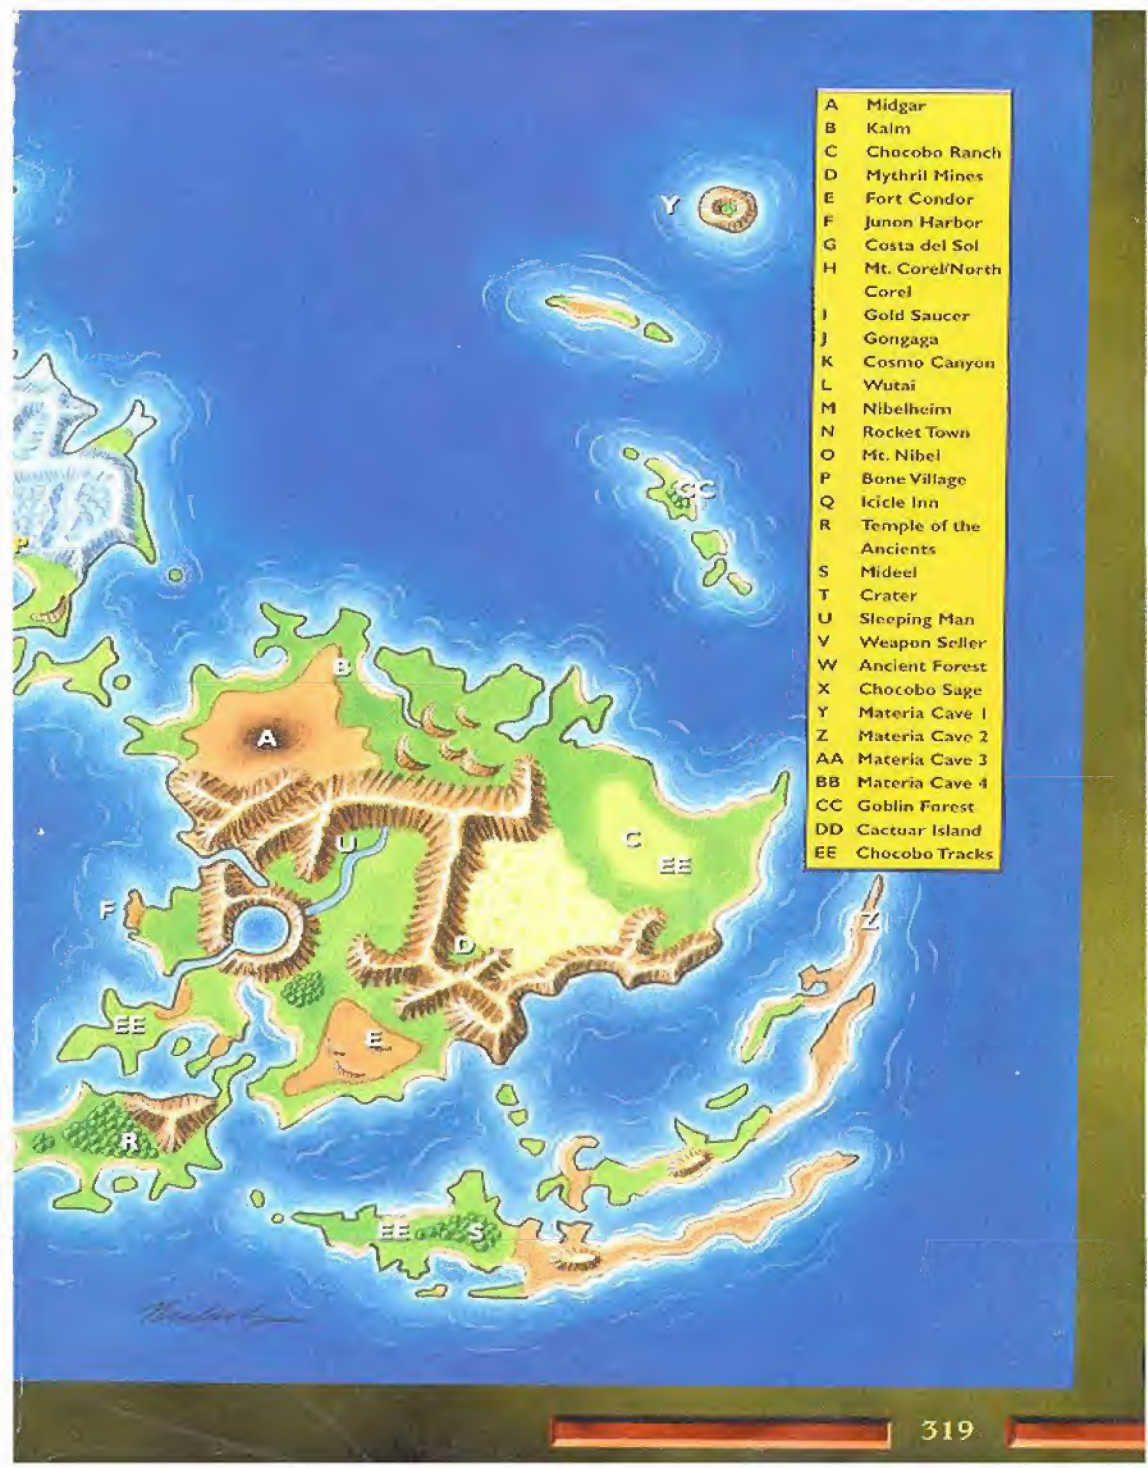 A Midgar
B Kalm
C Chocobo Ranch
D Mythril Mines
E Fort Condor
F Junon Harbor
G Costa del Sol
H Mt. Corel/North
Corel
I Gold Saucer
J Gongaga
K Cosmo Canyon
L Wutai
M Nibelheim
N Rocket Town
O Mt. Nibel
P Bone Village
Q Icicle Inn
R Temple of the
Ancients
S Mideel
T Crater
U Sleeping Man
V Weapon Seller
W Ancient Forest
X Chocobo Sage
Y Materia Cave 1
Z Materia Cave 2
AA Materia Cave 3
BB Materia Cave 4
CC Goblin Forest
DD Cactuar Island
EE Chocobo Tracks
Y
CC
P
B
A
U
C
EE
F
D
Z
EE
E
R
EE
S
319